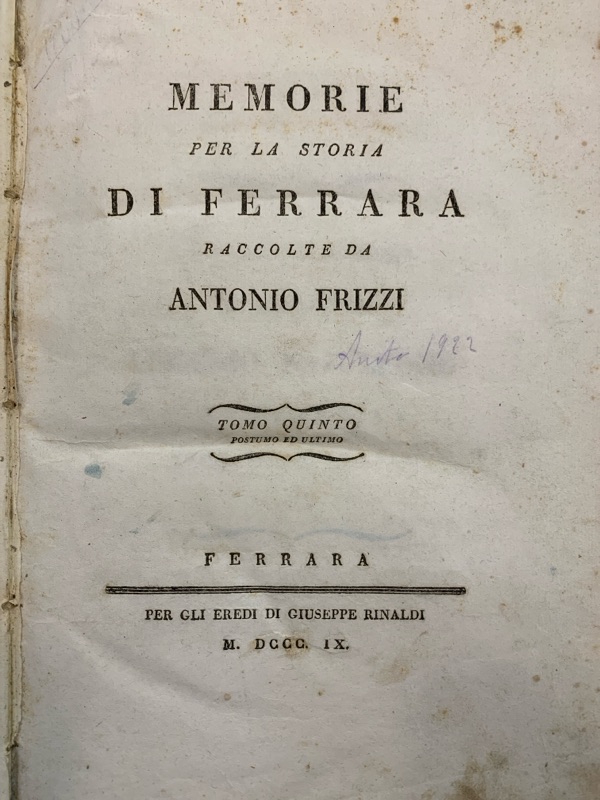 MEMORIE
PER LA STORIA
DI FERRARA
RACCOLTE DA
ANTONIO FRIZZI
1922
TOMO QUINTO
POSTUMO ED ULTIMO
FERRARA
PER GLI EREDI DI GIUSEPPE RINALDI
M. DCCC. IX.